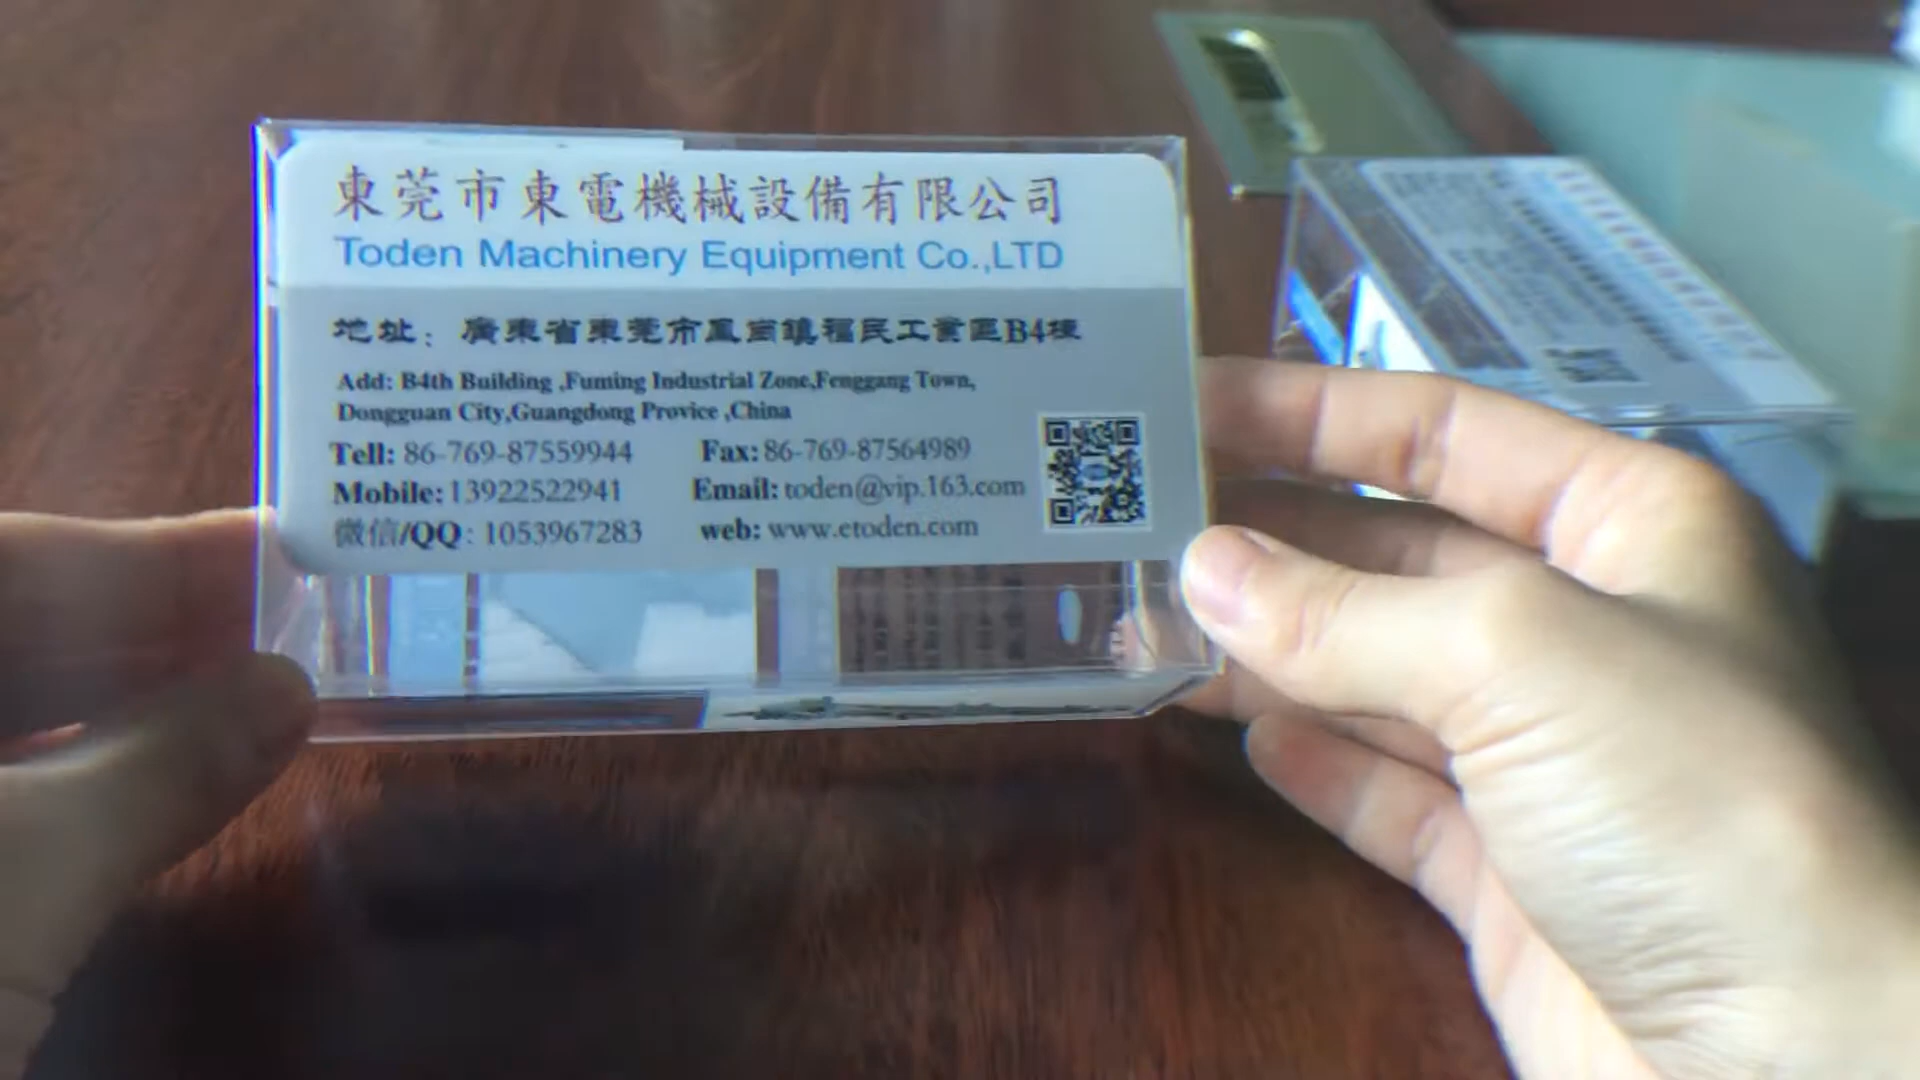 東莞市東電機械設備有限公司
Toden Machinery Equipment Co.,LTD
地址：廣東省東莞市鳳崗鎮福民工業區B4棟
Add: B4th Building ,Fuming Industrial Zone,Fenggang Town,
Dongguan City,Guangdong Provice ,China
Tell: 86-769-87559944 Fax: 86-769-87564989
Mobile: 13922522941 Email: toden@vip.163.com
微信/QQ: 1053967283 web: www.etoden.com